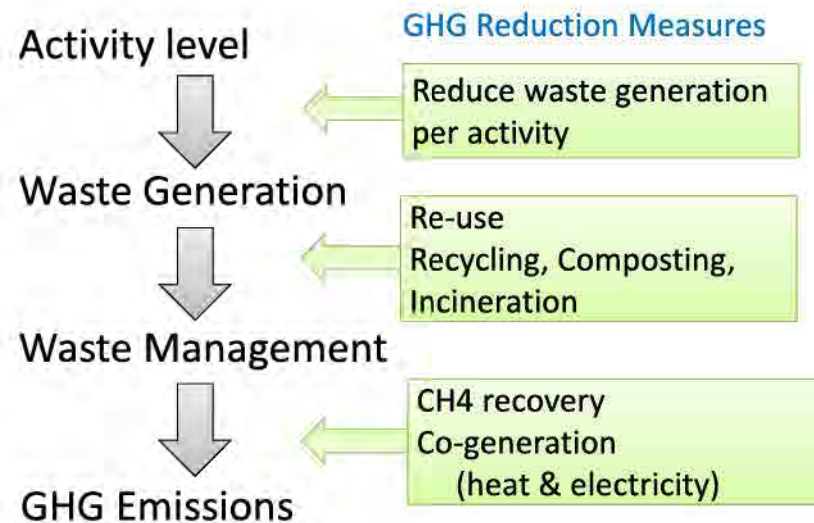 Activity level
GHG Reduction Measures
Reduce waste generation
per activity
Waste Generation
Re-use
Recycling, Composting,
Incineration
Waste Management
CH4 recovery
Co-generation
(heat & electricity)
GHG Emissions